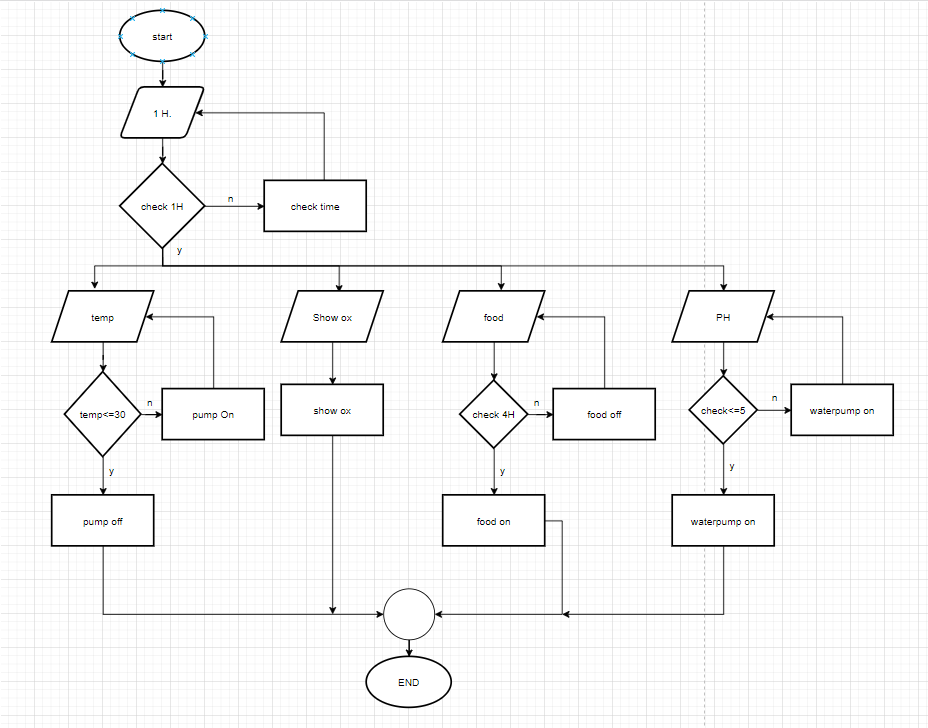 start
1 H.
check 1H
n
check time
y
temp
Show ox
food
PH
temp<=30
n
pump On
show ox
check 4H
n
food off
check<=5
n
waterpump on
y
y
y
pump off
food on
waterpump on
END